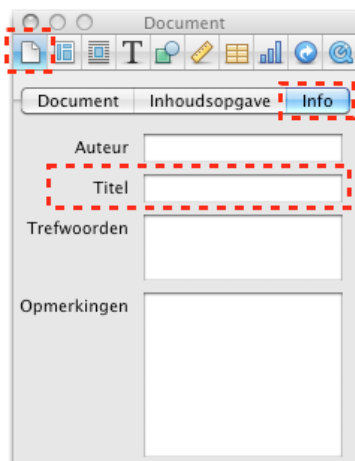 Document
T
Document Inhoudsopgave Info
Auteur
Titel
Trefwoorden
Opmerkingen